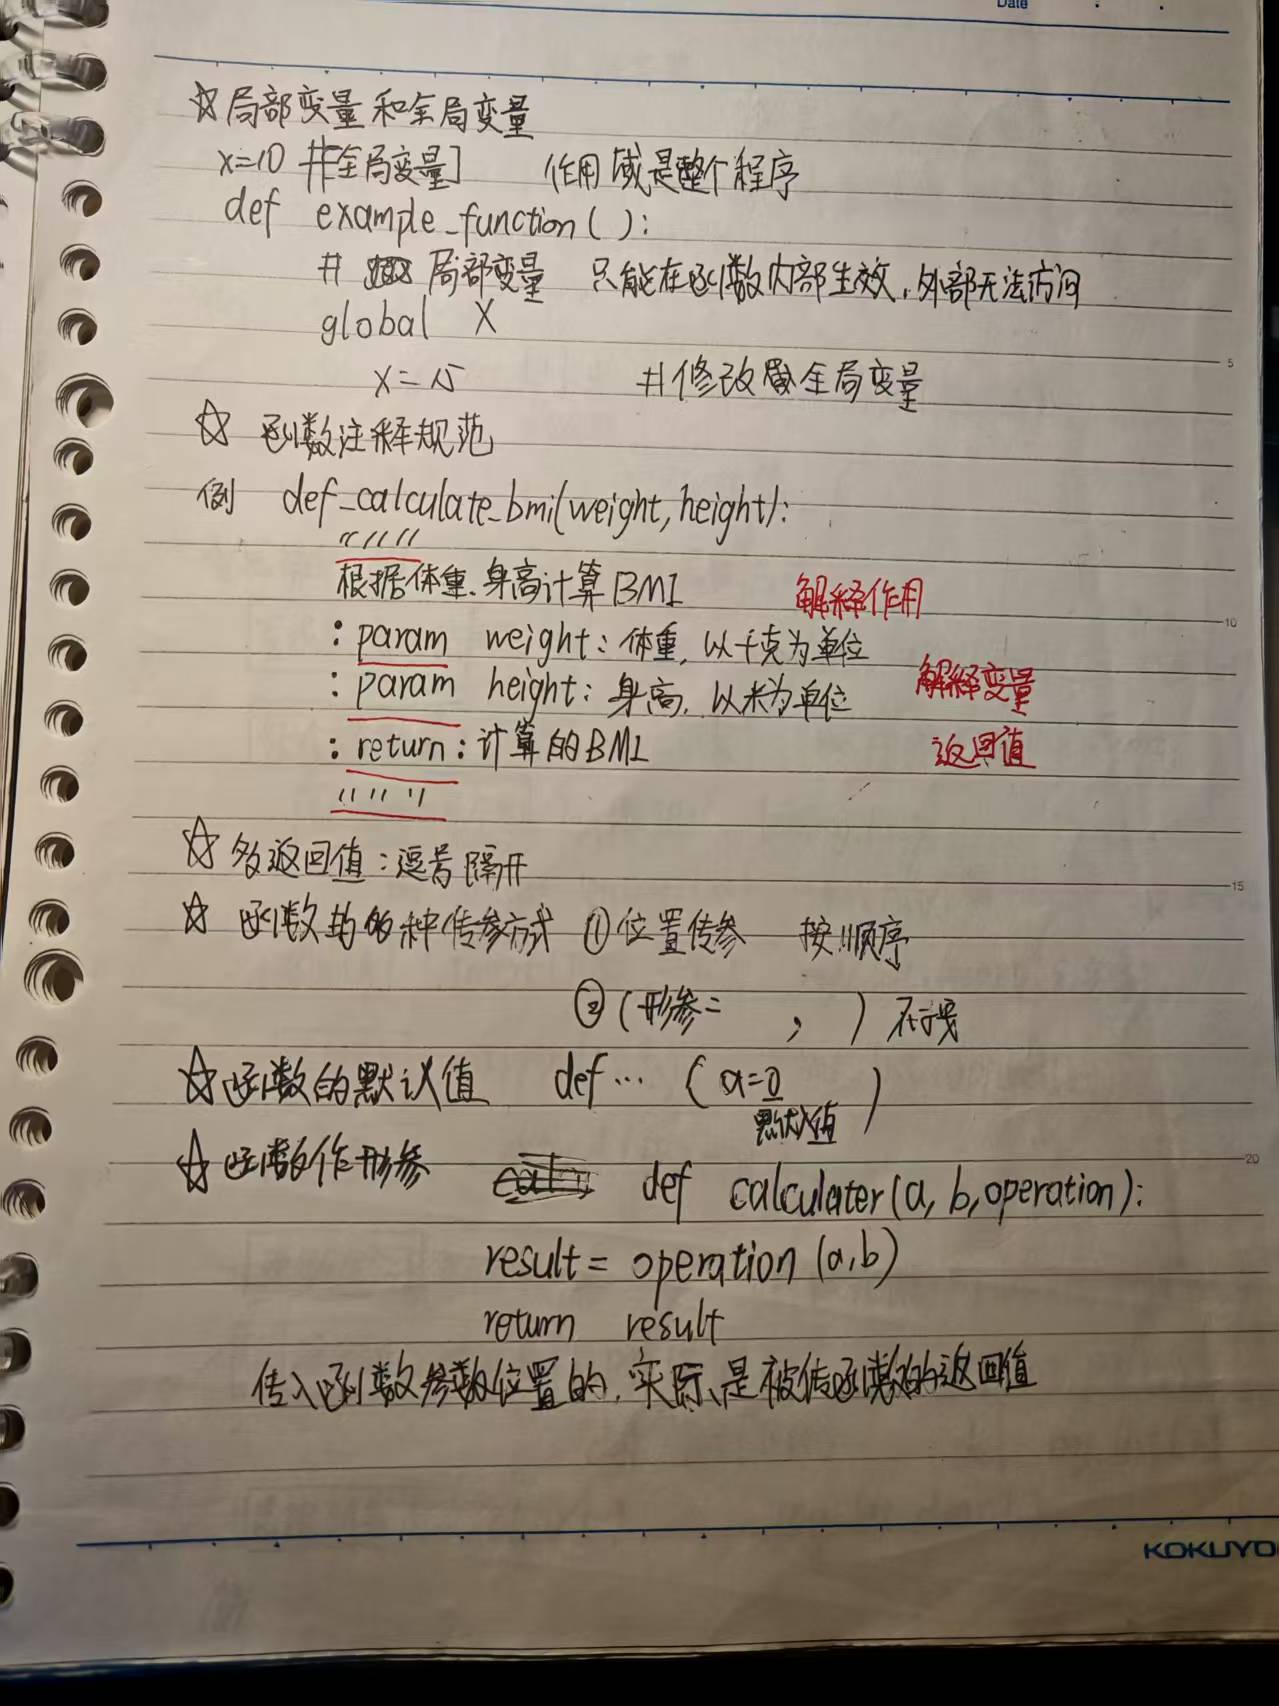 Date
☆局部变量和全局变量
x=10 #[全局变量] 作用域是整个程序
def example_function():
# 局部变量 只能在函数内部生效,外部无法访问
global X
x=15 #修改 全局变量
5
☆ 函数注释规范
例 def_calculate_bmi(weight,height):
"""
根据体重、身高计算BMI 解释作用
:param weight:体重,以千克为单位
10
:param height:身高,以米为单位 解释变量
:return:计算的BMI 返回值
"""
☆多返回值:逗号隔开
15
☆ 函数的多种传参方式 ①位置传参 按顺序
②(形参= , )
☆函数的默认值 def… (a=0 )
默认值
☆函数作形参 def calculater(a,b,operation):
20
result= operation(a,b)
return result
传入函数参数位置的,实际是被传函数的返回值
KOKUYO